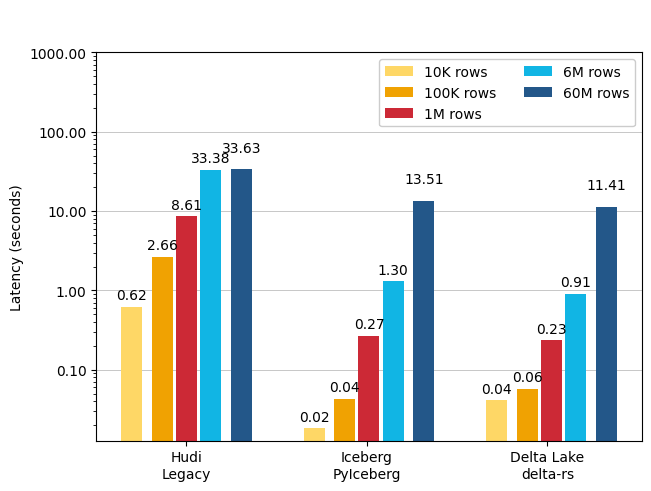 1000.00
100.00
10.00
1.00
0.10
Latency (seconds)
10K rows
100K rows
1M rows
6M rows
60M rows
0.62
2.66
8.61
33.38
33.63
0.02
0.04
0.27
1.30
13.51
0.04
0.06
0.23
0.91
11.41
Hudi
Legacy
Iceberg
PyIceberg
Delta Lake
delta-rs